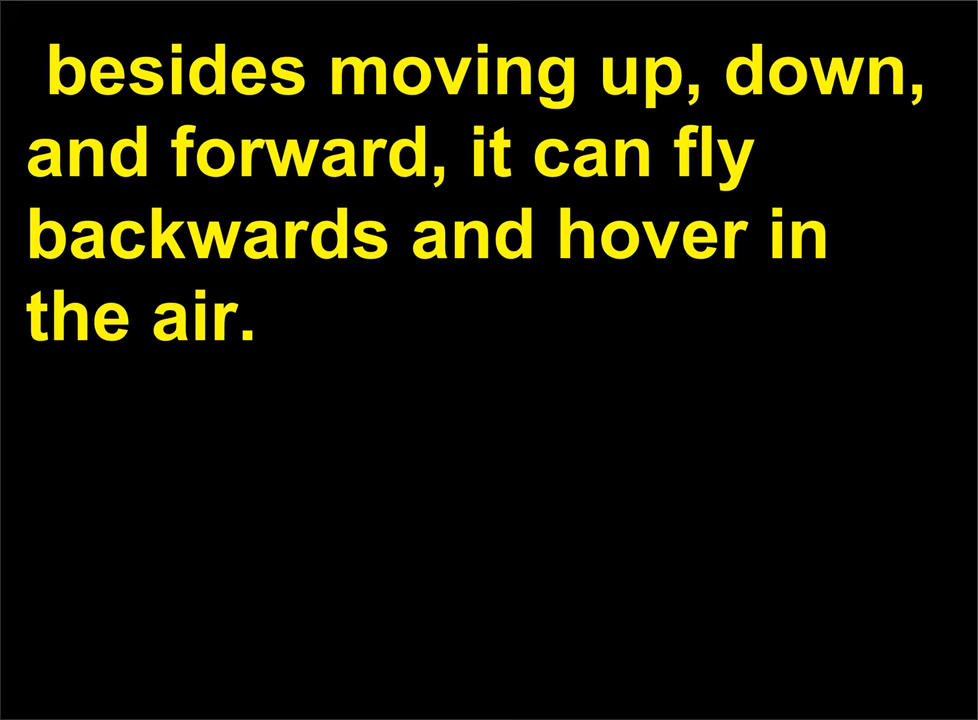 besides moving up, down,
and forward, it can fly
backwards and hover in
the air.